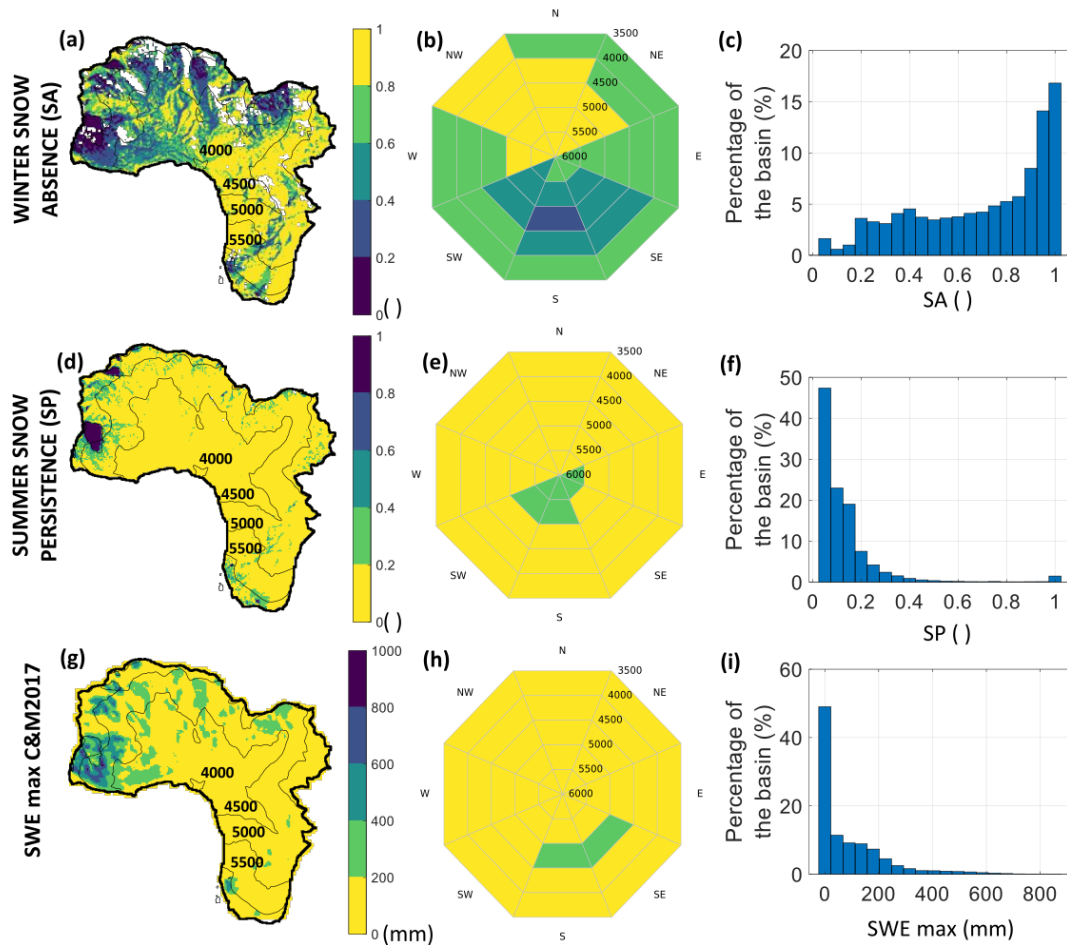 WINTER SNOW
ABSENCE (SA)
(a)
4000
4500
5000
5500
1
0.8
0.6
0.4
0.2
0
( )
(b)
N
NW
NE
3500
4000
4500
5000
5500
6000
W
E
SW
SE
S
(c)
Percentage of
the basin (%)
20
15
10
5
0
0
0.2
0.4
0.6
0.8
1
SA ( )
SUMMER SNOW
PERSISTENCE (SP)
(d)
4000
4500
5000
5500
1
0.8
0.6
0.4
0.2
0
( )
(e)
N
NW
NE
3500
4000
4500
5000
5500
6000
W
E
SW
SE
S
(f)
Percentage of
the basin (%)
50
40
30
20
10
0
0
0.2
0.4
0.6
0.8
1
SP ( )
SWE max C&M2017
(g)
4000
4500
5000
5500
1000
800
600
400
200
0
(mm)
(h)
N
NW
NE
3500
4000
4500
5000
5500
6000
W
E
SW
SE
S
(i)
Percentage of
the basin (%)
60
40
20
0
0
200
400
600
800
SWE max (mm)